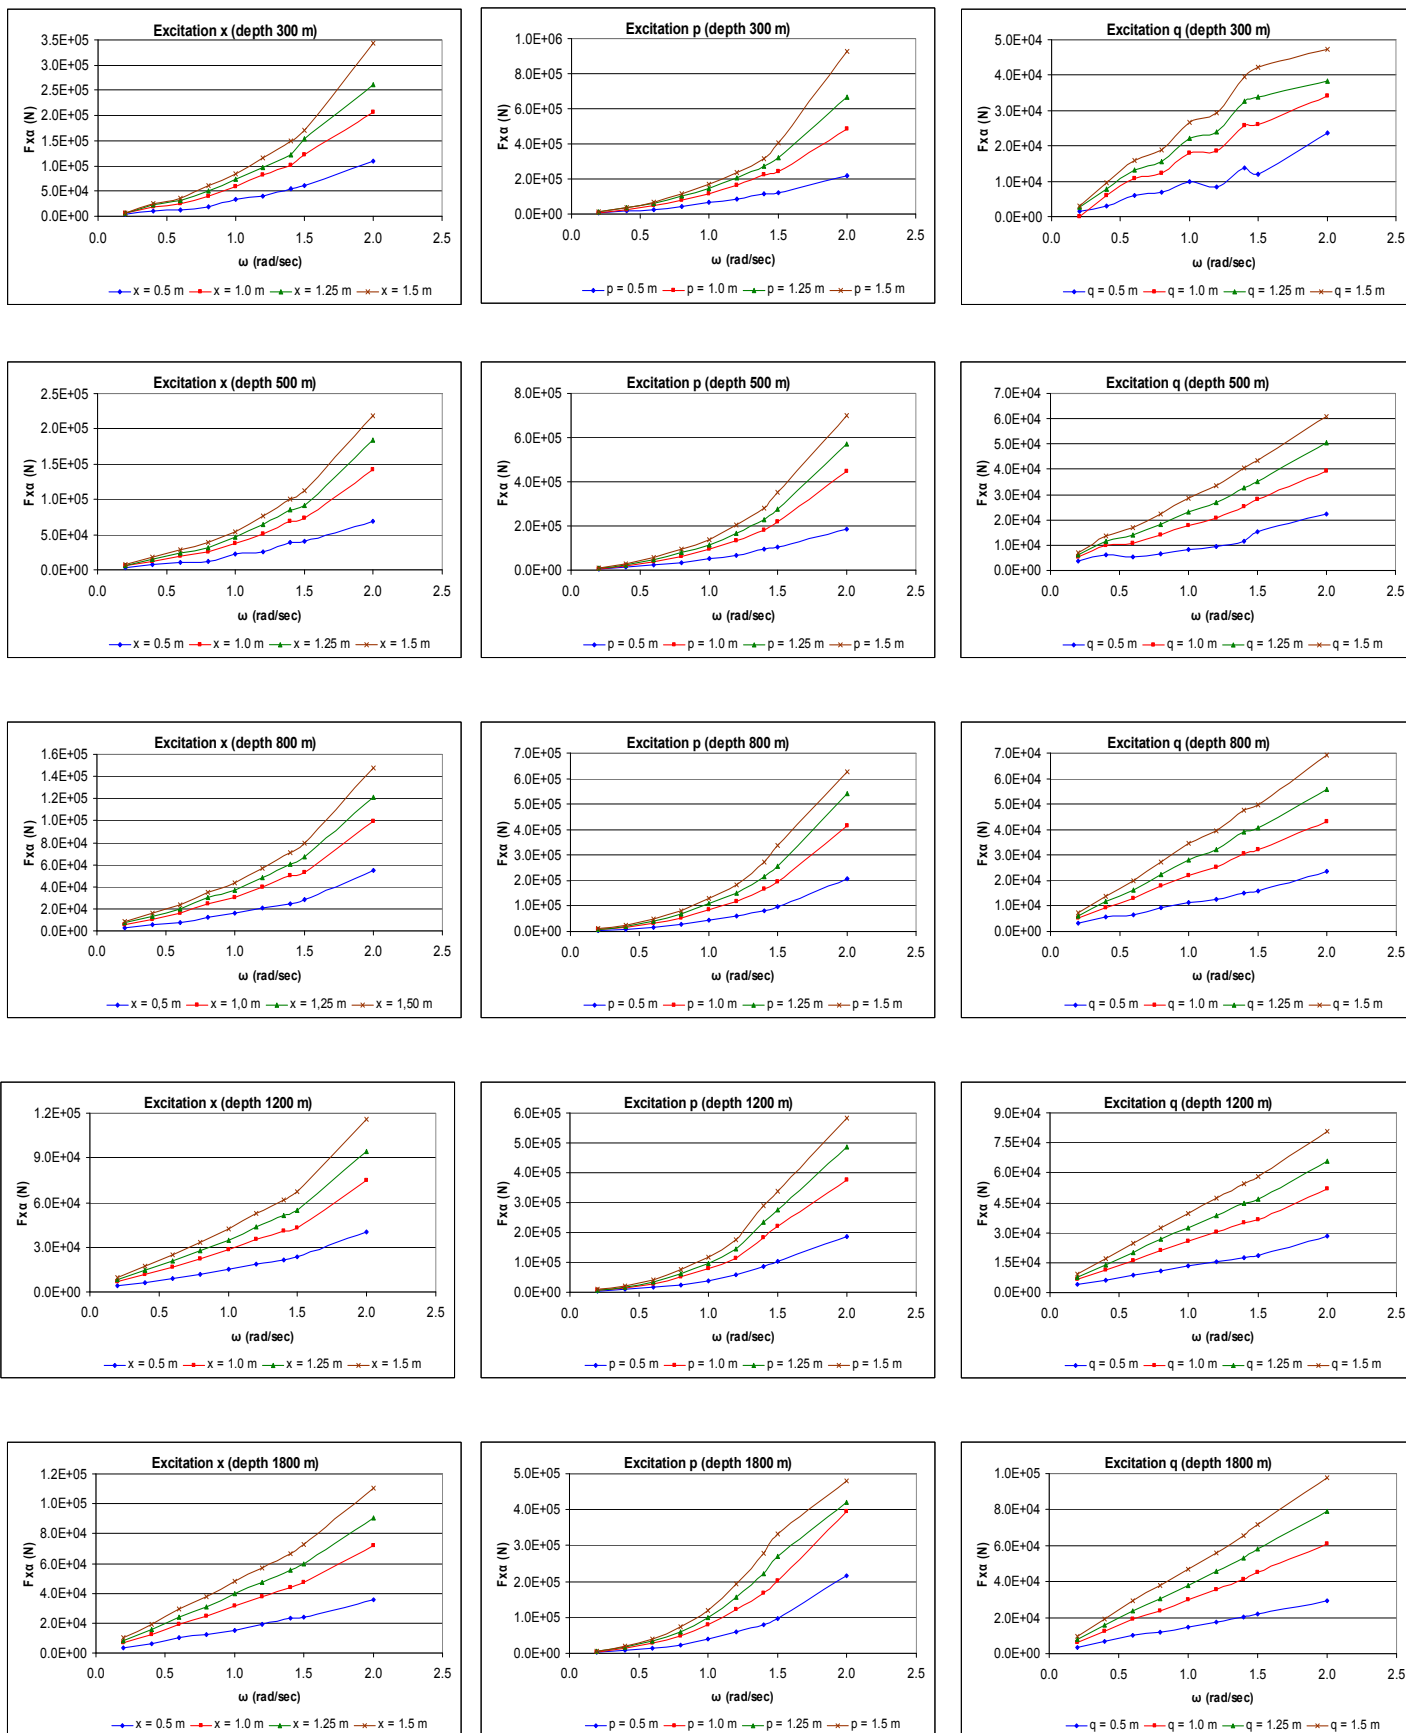 Excitation x (depth 300 m)
Fxα (N)
3.5E+05
3.0E+05
2.5E+05
2.0E+05
1.5E+05
1.0E+05
5.0E+04
0.0E+00
0.0 0.5 1.0 1.5 2.0 2.5
ω (rad/sec)
x = 0.5 m x = 1.0 m x = 1.25 m x = 1.5 m
Excitation p (depth 300 m)
Fxα (N)
1.0E+06
8.0E+05
6.0E+05
4.0E+05
2.0E+05
0.0E+00
0.0 0.5 1.0 1.5 2.0 2.5
ω (rad/sec)
p = 0.5 m p = 1.0 m p = 1.25 m p = 1.5 m
Excitation q (depth 300 m)
Fxα (N)
5.0E+04
4.0E+04
3.0E+04
2.0E+04
1.0E+04
0.0E+00
0.0 0.5 1.0 1.5 2.0 2.5
ω (rad/sec)
q = 0.5 m q = 1.0 m q = 1.25 m q = 1.5 m
Excitation x (depth 500 m)
Fxα (N)
2.5E+05
2.0E+05
1.5E+05
1.0E+05
5.0E+04
0.0E+00
0.0 0.5 1.0 1.5 2.0 2.5
ω (rad/sec)
x = 0.5 m x = 1.0 m x = 1.25 m x = 1.5 m
Excitation p (depth 500 m)
Fxα (N)
8.0E+05
6.0E+05
4.0E+05
2.0E+05
0.0E+00
0.0 0.5 1.0 1.5 2.0 2.5
ω (rad/sec)
p = 0.5 m p = 1.0 m p = 1.25 m p = 1.5 m
Excitation q (depth 500 m)
Fxα (N)
7.0E+04
6.0E+04
5.0E+04
4.0E+04
3.0E+04
2.0E+04
1.0E+04
0.0E+00
0.0 0.5 1.0 1.5 2.0 2.5
ω (rad/sec)
q = 0.5 m q = 1.0 m q = 1.25 m q = 1.5 m
Excitation x (depth 800 m)
Fxα (N)
1.6E+05
1.4E+05
1.2E+05
1.0E+05
8.0E+04
6.0E+04
4.0E+04
2.0E+04
0.0E+00
0.0 0.5 1.0 1.5 2.0 2.5
ω (rad/sec)
x = 0,5 m x = 1,0 m x = 1,25 m x = 1,50 m
Excitation p (depth 800 m)
Fxα (N)
7.0E+05
6.0E+05
5.0E+05
4.0E+05
3.0E+05
2.0E+05
1.0E+05
0.0E+00
0.0 0.5 1.0 1.5 2.0 2.5
ω (rad/sec)
p = 0.5 m p = 1.0 m p = 1.25 m p = 1.5 m
Excitation q (depth 800 m)
Fxα (N)
7.0E+04
6.0E+04
5.0E+04
4.0E+04
3.0E+04
2.0E+04
1.0E+04
0.0E+00
0.0 0.5 1.0 1.5 2.0 2.5
ω (rad/sec)
q = 0.5 m q = 1.0 m q = 1.25 m q = 1.5 m
Excitation x (depth 1200 m)
Fxα (N)
1.2E+05
9.0E+04
6.0E+04
3.0E+04
0.0E+00
0.0 0.5 1.0 1.5 2.0 2.5
ω (rad/sec)
x = 0.5 m x = 1.0 m x = 1.25 m x = 1.5 m
Excitation p (depth 1200 m)
Fxα (N)
6.0E+05
5.0E+05
4.0E+05
3.0E+05
2.0E+05
1.0E+05
0.0E+00
0.0 0.5 1.0 1.5 2.0 2.5
ω (rad/sec)
p = 0.5 m p = 1.0 m p = 1.25 m p = 1.5 m
Excitation q (depth 1200 m)
Fxα (N)
9.0E+04
7.5E+04
6.0E+04
4.5E+04
3.0E+04
1.5E+04
0.0E+00
0.0 0.5 1.0 1.5 2.0 2.5
ω (rad/sec)
q = 0.5 m q = 1.0 m q = 1.25 m q = 1.5 m
Excitation x (depth 1800 m)
Fxα (N)
1.2E+05
1.0E+05
8.0E+04
6.0E+04
4.0E+04
2.0E+04
0.0E+00
0.0 0.5 1.0 1.5 2.0 2.5
ω (rad/sec)
x = 0.5 m x = 1.0 m x = 1.25 m x = 1.5 m
Excitation p (depth 1800 m)
Fxα (N)
5.0E+05
4.0E+05
3.0E+05
2.0E+05
1.0E+05
0.0E+00
0.0 0.5 1.0 1.5 2.0 2.5
ω (rad/sec)
p = 0.5 m p = 1.0 m p = 1.25 m p = 1.5 m
Excitation q (depth 1800 m)
Fxα (N)
1.0E+05
8.0E+04
6.0E+04
4.0E+04
2.0E+04
0.0E+00
0.0 0.5 1.0 1.5 2.0 2.5
ω (rad/sec)
q = 0.5 m q = 1.0 m q = 1.25 m q = 1.5 m